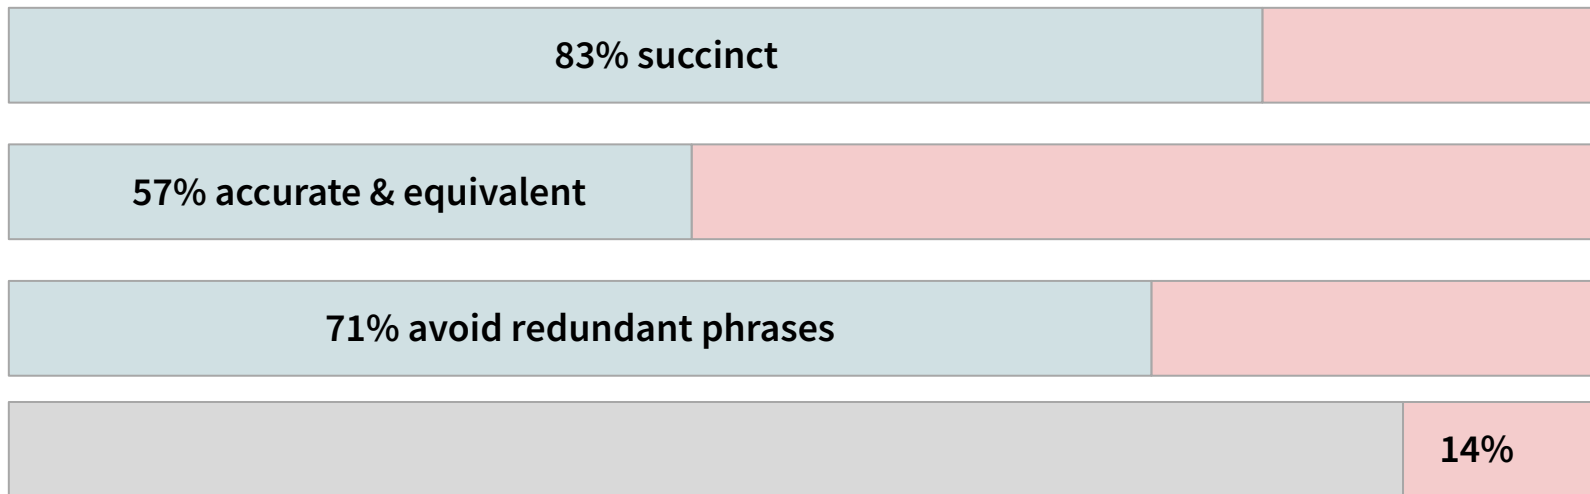 83% succinct
57% accurate & equivalent
71% avoid redundant phrases
14%